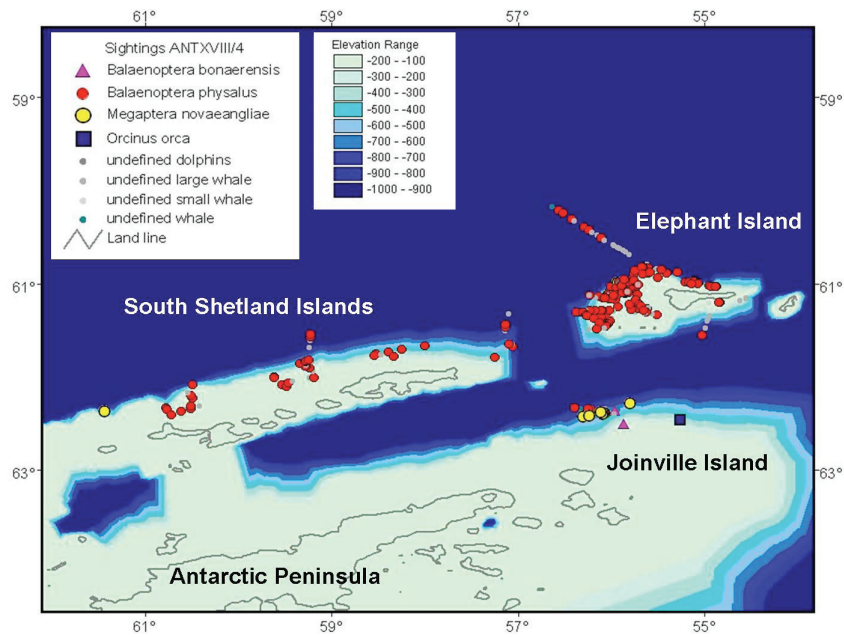 61° 59° 57° 55°
Sightings ANTXVIII/4
Balaenoptera bonaerensis
Balaenoptera physalus
Megaptera novaeangliae
Orcinus orca
undefined dolphins
undefined large whale
undefined small whale
undefined whale
Land line
Elevation Range
-200 - -100
-300 - -200
-400 - -300
-500 - -400
-600 - -500
-700 - -600
-800 - -700
-900 - -800
-1000 - -900
59° 59°
Elephant Island
61° 61°
South Shetland Islands
Joinville Island
63° 63°
Antarctic Peninsula
61° 59° 57° 55°